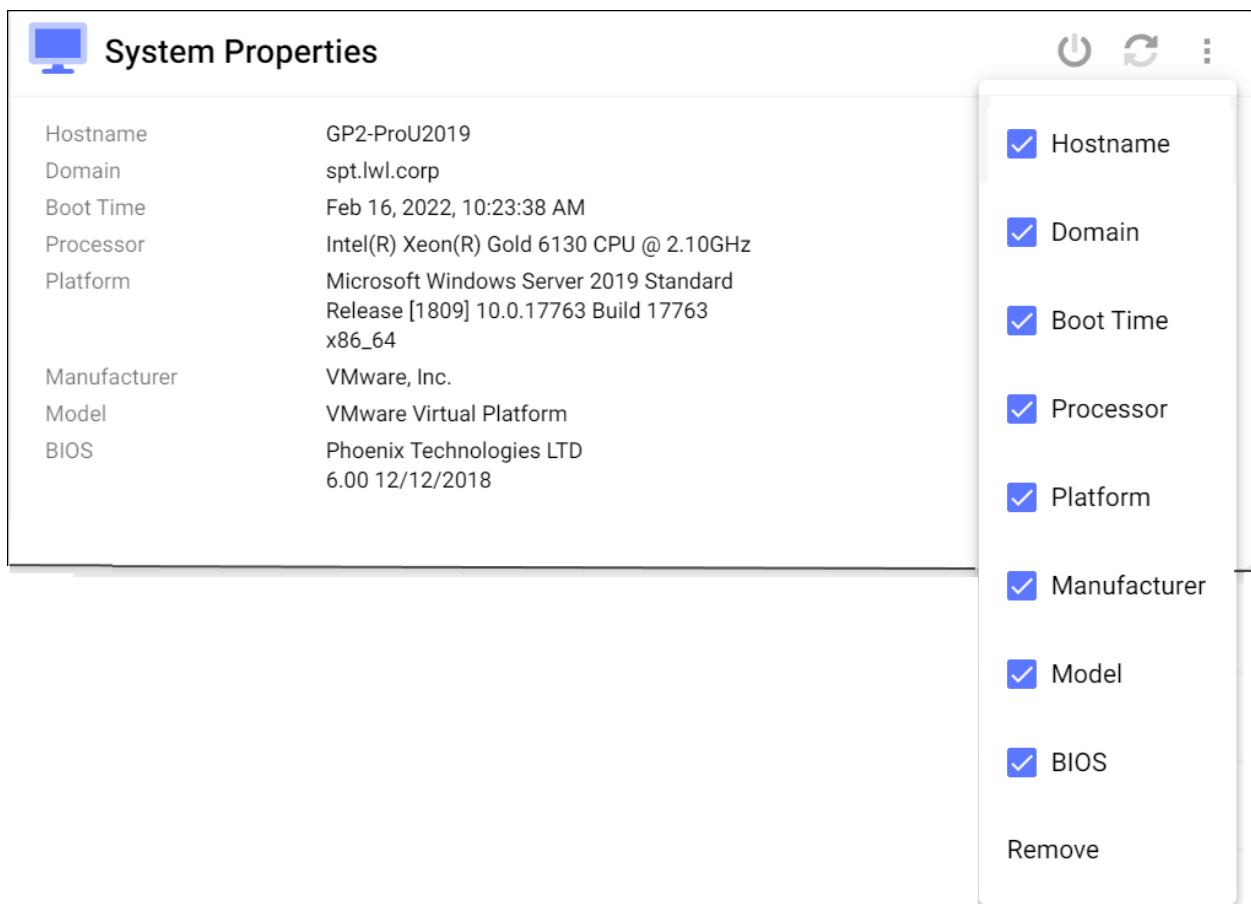 System Properties
Hostname GP2-ProU2019
Domain spt.lwl.corp
Boot Time Feb 16, 2022, 10:23:38 AM
Processor Intel(R) Xeon(R) Gold 6130 CPU @ 2.10GHz
Platform Microsoft Windows Server 2019 Standard
Release [1809] 10.0.17763 Build 17763
x86_64
Manufacturer VMware, Inc.
Model VMware Virtual Platform
BIOS Phoenix Technologies LTD
6.00 12/12/2018
Hostname
Domain
Boot Time
Processor
Platform
Manufacturer
Model
BIOS
Remove